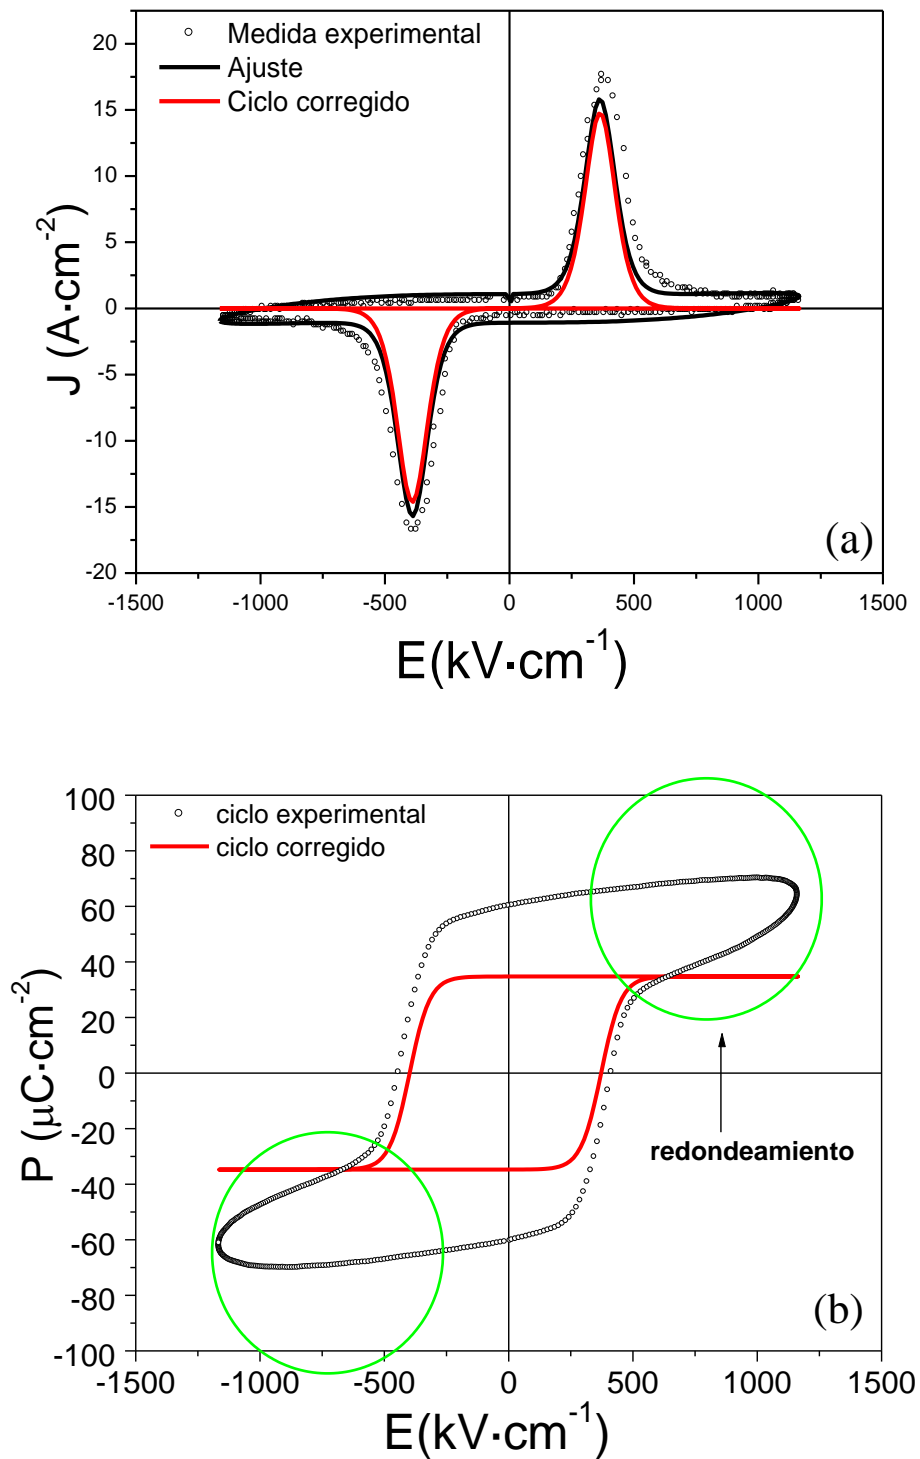 Medida experimental
Ajuste
Ciclo corregido
J (A·cm⁻²)
20
15
10
5
0
-5
-10
-15
-20
(a)
-1500 -1000 -500 0 500 1000 1500
E(kV·cm⁻¹)
ciclo experimental
ciclo corregido
P (μC·cm⁻²)
100
80
60
40
20
0
-20
-40
-60
-80
-100
redondeamiento
(b)
-1500 -1000 -500 0 500 1000 1500
E(kV·cm⁻¹)